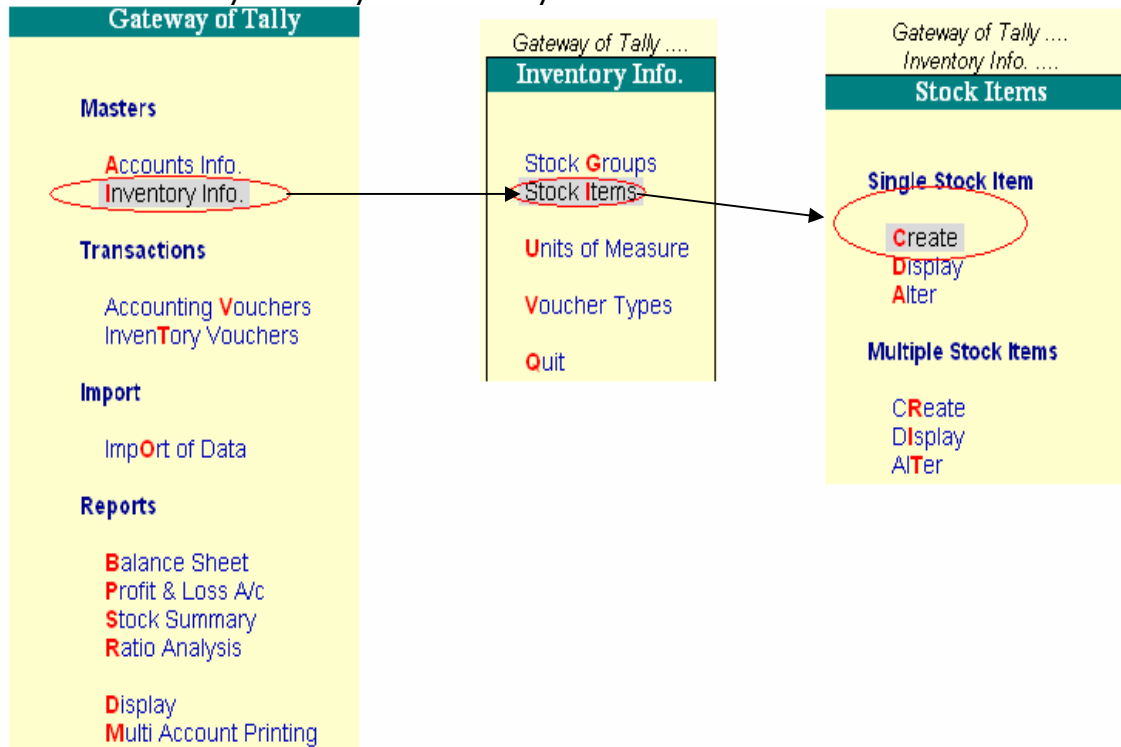 Gateway of Tally
Masters
Accounts Info.
Inventory Info.
Transactions
Accounting Vouchers
InvenTory Vouchers
Import
ImpOrt of Data
Reports
Balance Sheet
Profit & Loss A/c
Stock Summary
Ratio Analysis
Display
Multi Account Printing
Gateway of Tally ....
Inventory Info.
Stock Groups
Stock Items
Units of Measure
Voucher Types
Quit
Gateway of Tally ....
Inventory Info. ....
Stock Items
Single Stock Item
Create
Display
Alter
Multiple Stock Items
CReate
DIsplay
AlTer